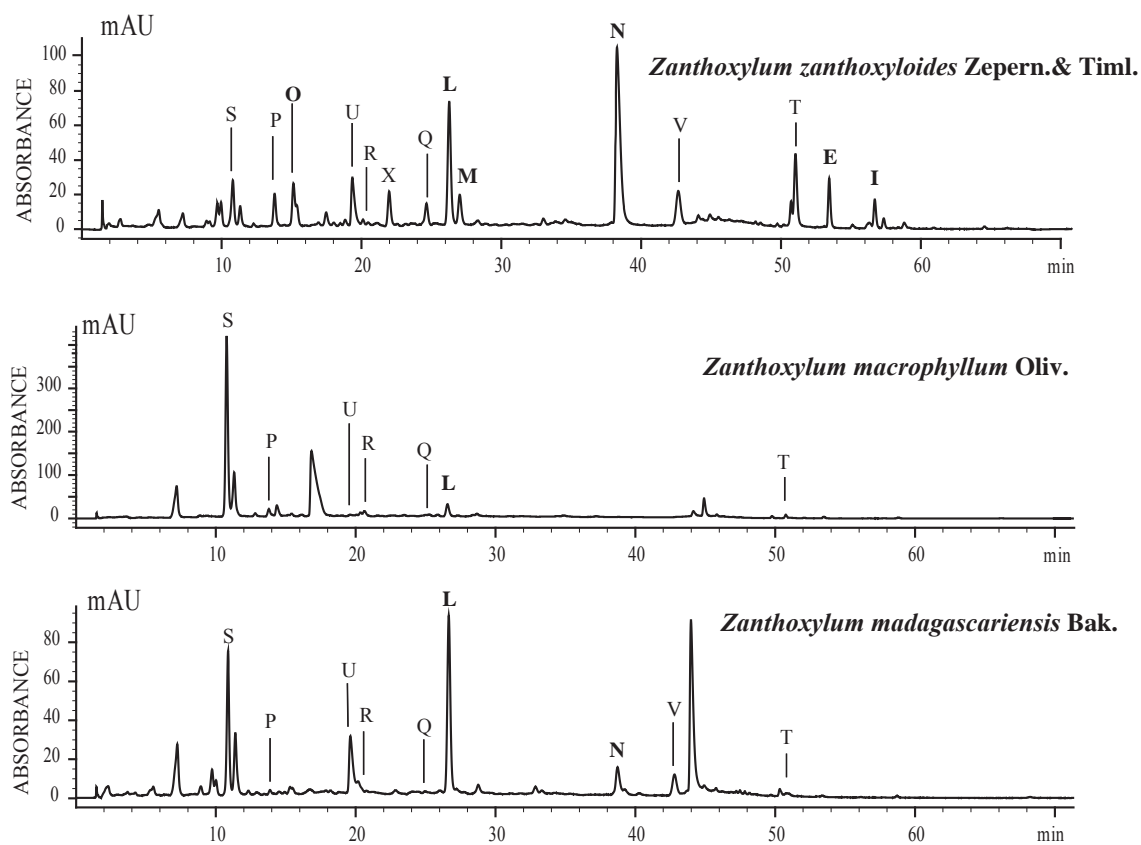 mAU
ABSORBANCE
100
80
60
40
20
0
S
P
O
U
R
X
Q
L
M
N
V
T
E
I
Zanthoxylum zanthoxyloides Zepern.& Timl.
10 20 30 40 50 60 min
mAU
ABSORBANCE
300
200
100
0
S
P
U
R
Q
L
T
Zanthoxylum macrophyllum Oliv.
10 20 30 40 50 60 min
mAU
ABSORBANCE
80
60
40
20
0
S
P
U
R
Q
L
N
V
T
Zanthoxylum madagascariensis Bak.
10 20 30 40 50 60 min